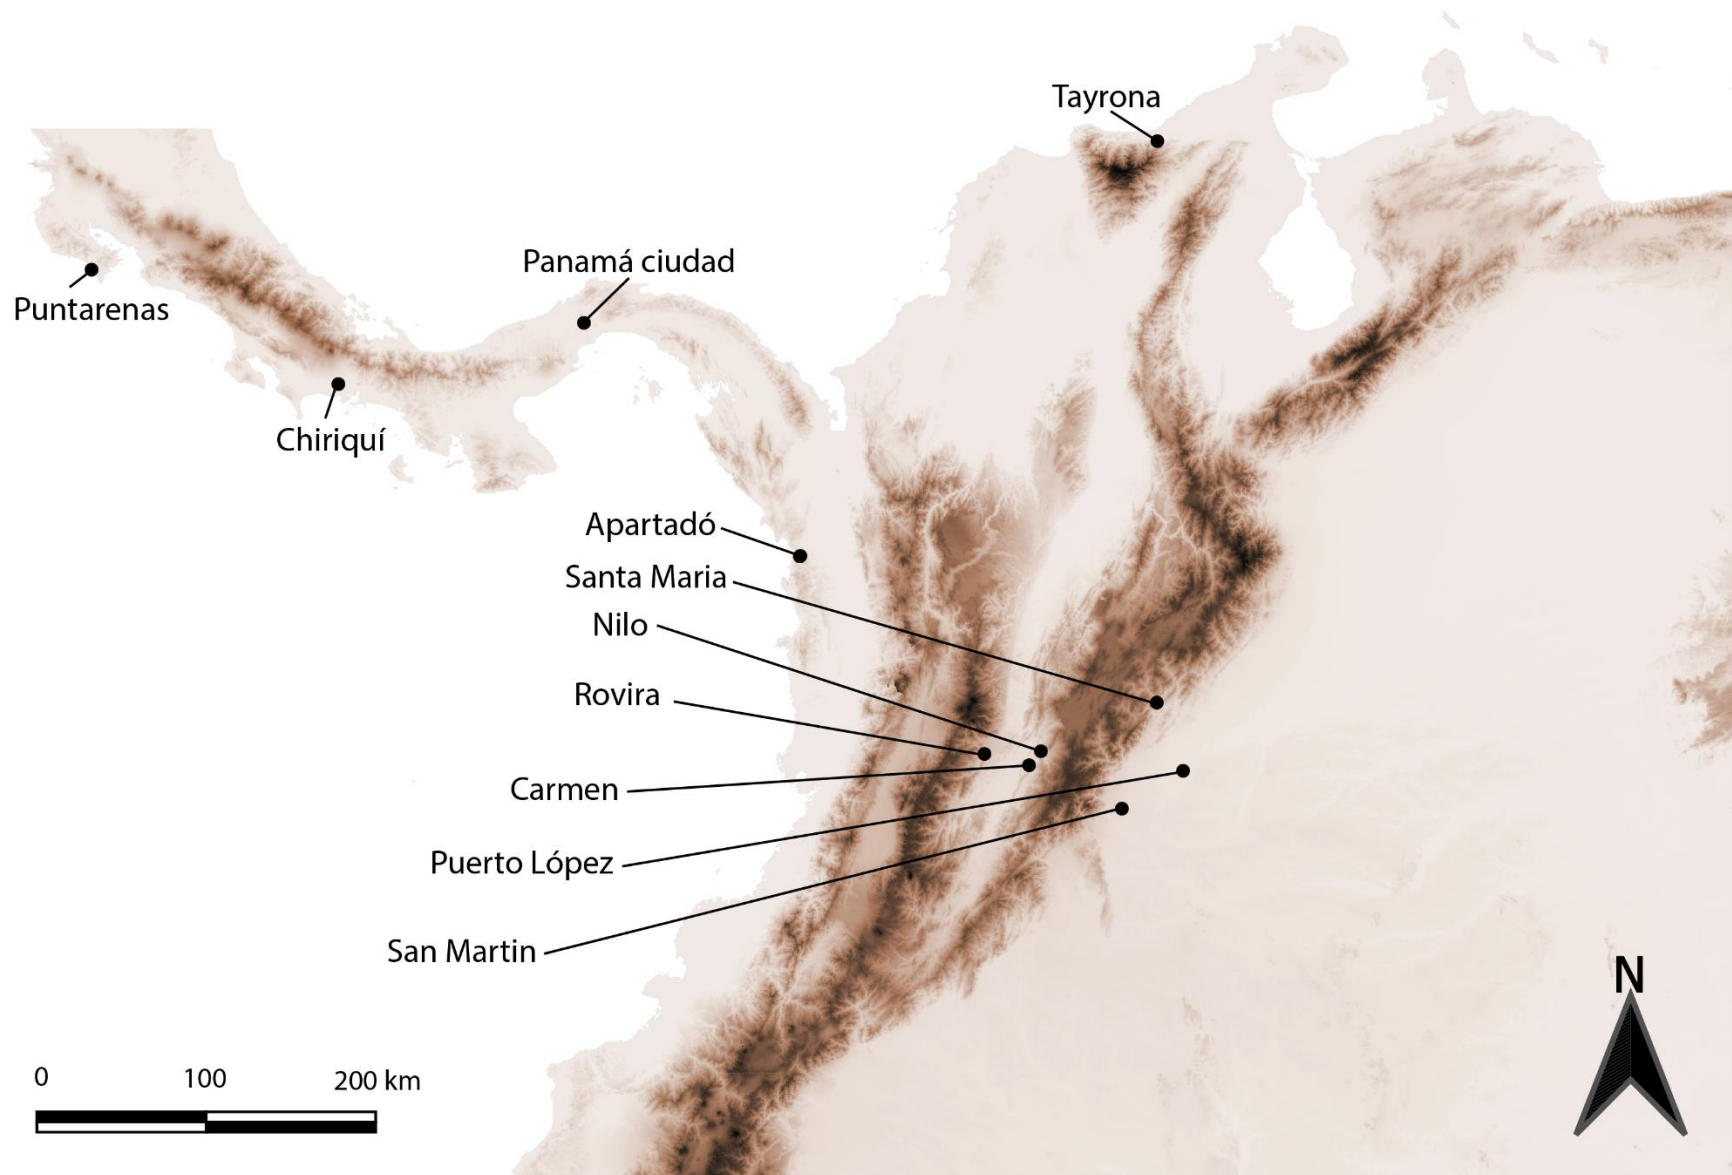 Tayrona
Panamá ciudad
Puntarenas
Chiriquí
Apartadó
Santa Maria
Nilo
Rovira
Carmen
Puerto López
San Martin
N
0 100 200 km